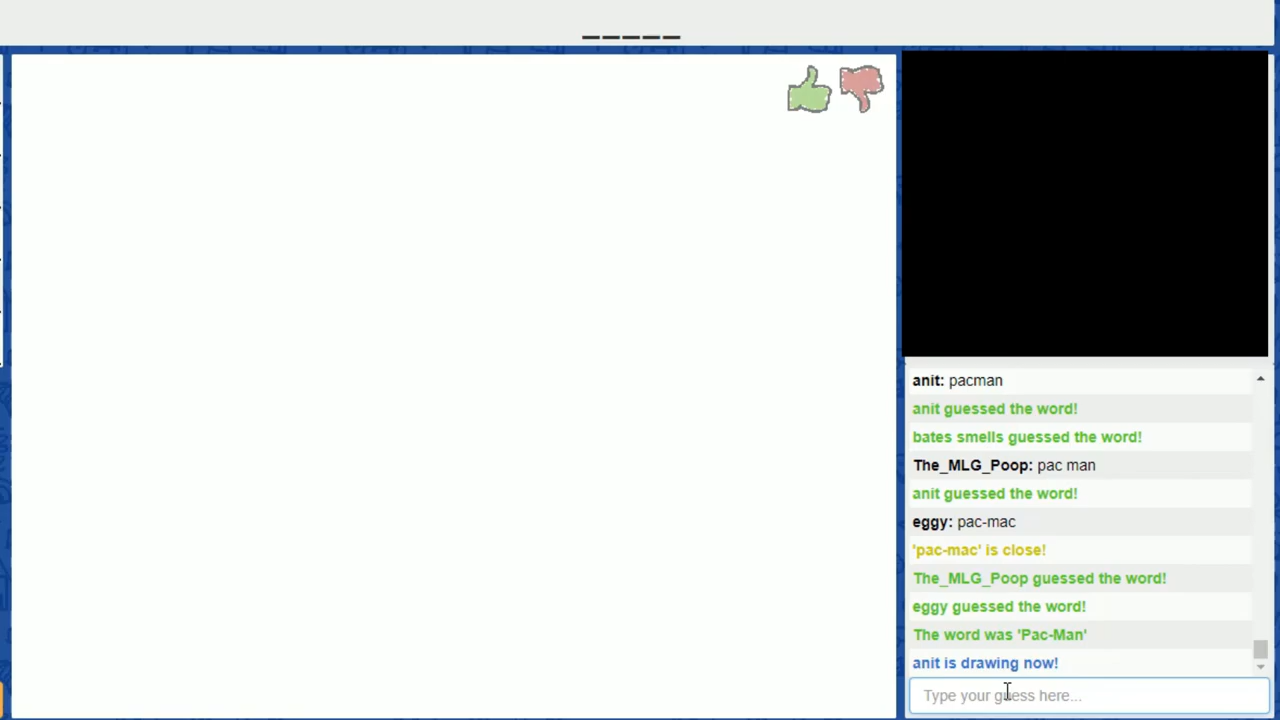 _____
anit: pacman
anit guessed the word!
bates smells guessed the word!
The_MLG_Poop: pac man
anit guessed the word!
eggy: pac-mac
'pac-mac' is close!
The_MLG_Poop guessed the word!
eggy guessed the word!
The word was 'Pac-Man'
anit is drawing now!
Type your guess here...